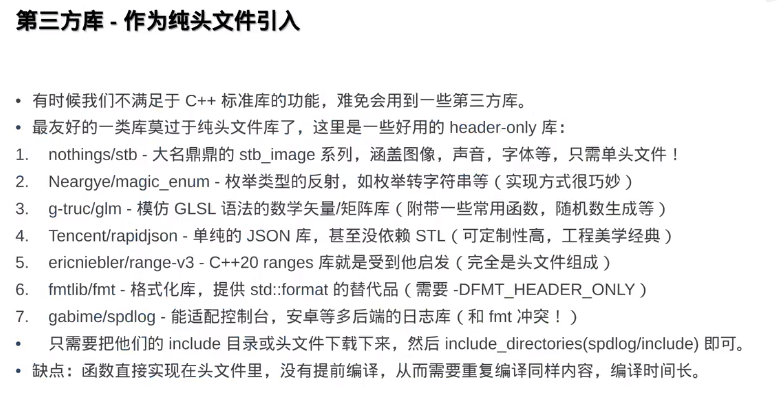 第三方库 - 作为纯头文件引入
• 有时候我们不满足于 C++ 标准库的功能，难免会用到一些第三方库。
• 最友好的一类库莫过于纯头文件库了，这里是一些好用的 header-only 库：
1. nothings/stb - 大名鼎鼎的 stb_image 系列，涵盖图像，声音，字体等，只需单头文件！
2. Neargye/magic_enum - 枚举类型的反射，如枚举转字符串等（实现方式很巧妙）
3. g-truc/glm - 模仿 GLSL 语法的数学矢量/矩阵库（附带一些常用函数，随机数生成等）
4. Tencent/rapidjson - 单纯的 JSON 库，甚至没依赖 STL（可定制性高，工程美学经典）
5. ericniebler/range-v3 - C++20 ranges 库就是受到他启发（完全是头文件组成）
6. fmtlib/fmt - 格式化库，提供 std::format 的替代品（需要 -DFMT_HEADER_ONLY）
7. gabime/spdlog - 能适配控制台，安卓等多后端的日志库（和 fmt 冲突！）
• 只需要把他们的 include 目录或头文件下载下来，然后 include_directories(spdlog/include) 即可。
• 缺点：函数直接实现在头文件里，没有提前编译，从而需要重复编译同样内容，编译时间长。